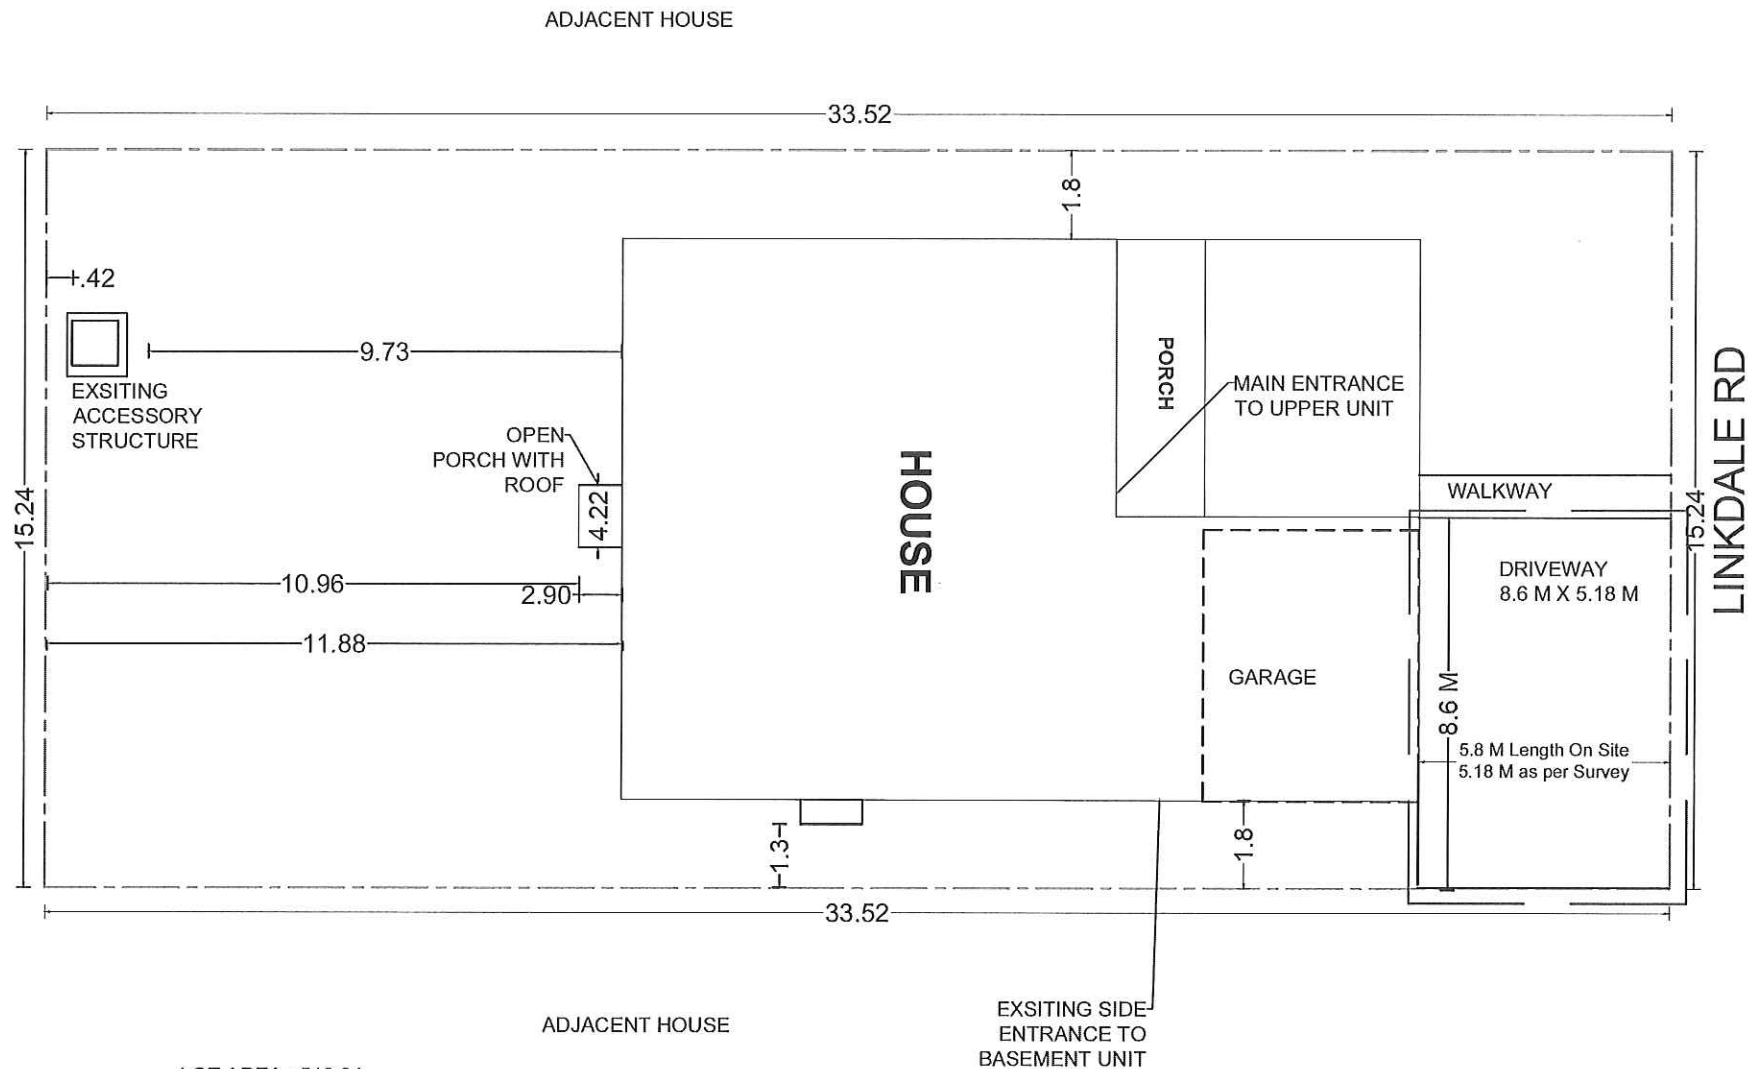 ADJACENT HOUSE
33.52
1.8
.42
9.73
EXSITING
ACCESSORY
STRUCTURE
PORCH
MAIN ENTRANCE
TO UPPER UNIT
OPEN
PORCH WITH
ROOF
4.22
HOUSE
WALKWAY
15.24
15.24
LINKDALE RD
10.96
2.90
DRIVEWAY
8.6 M X 5.18 M
11.88
GARAGE
8.6 M
5.8 M Length On Site
5.18 M as per Survey
1.3
1.8
33.52
ADJACENT HOUSE
EXSITING SIDE
ENTRANCE TO
BASEMENT UNIT